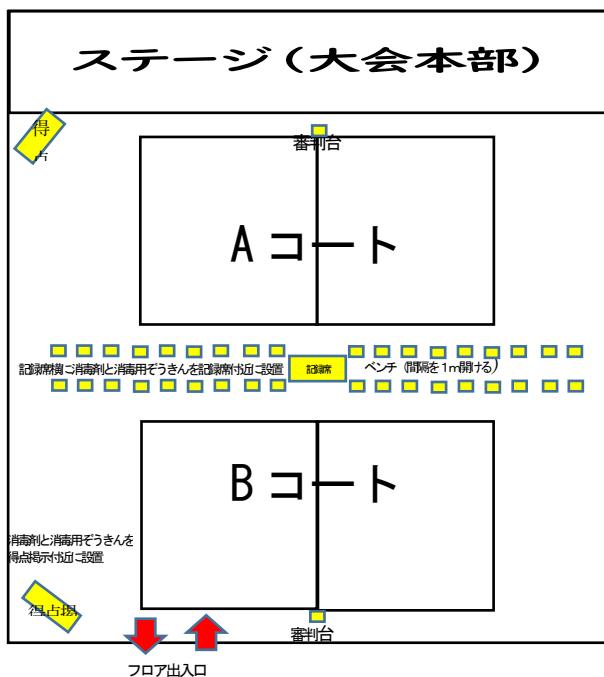 ステージ（大会本部）
得
審判台
Aコート
記録席横に消毒剤と消毒用ぞうきんを記録席付近に設置
記録席
ベンチ（間隔を1m開ける）
Bコート
消毒剤と消毒用ぞうきんを
得点掲示付近に設置
審判台
フロア出入口